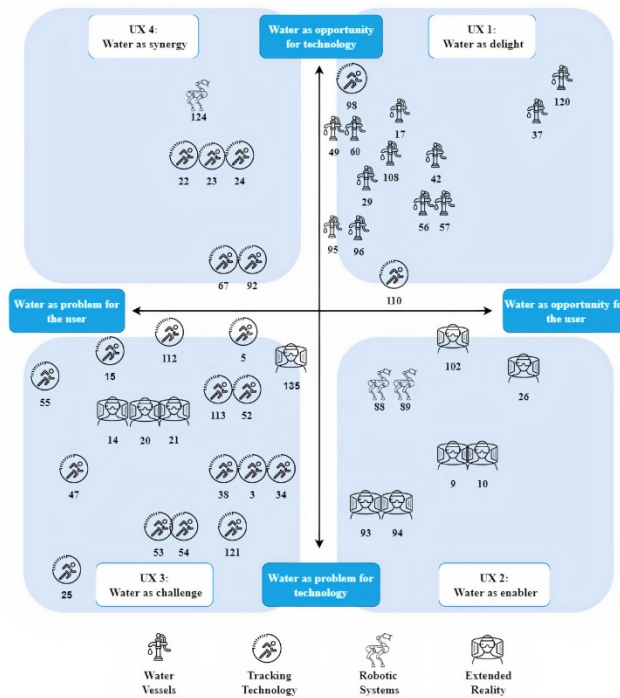 UX 4:
Water as synergy
Water as opportunity
for technology
UX 1:
Water as delight
124
98
120
17
37
49 60
22 23 24
108
42
29
56 57
95 96
67 92
110
Water as problem for
the user
Water as opportunity for
the user
112
5
102
15
135
26
55
88 89
113 52
14 20 21
47
38 3 34
9 10
93 94
53 54 121
25
UX 3:
Water as challenge
Water as problem for
technology
UX 2:
Water as enabler
Water
Vessels
Tracking
Technology
Robotic
Systems
Extended
Reality